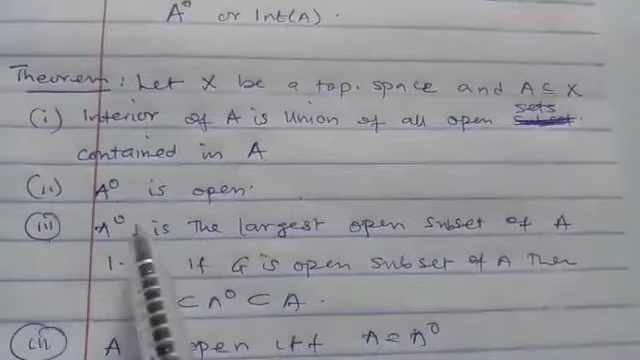 A° or Int(A).
Theorem: Let X be a top. space and A ⊆ X
(i) Interior of A is Union of all open sets
contained in A
(ii) A° is open.
(iii) A° is the largest open subset of A
If G is open subset of A then
⊂ A° ⊂ A.
A open iff A = A°